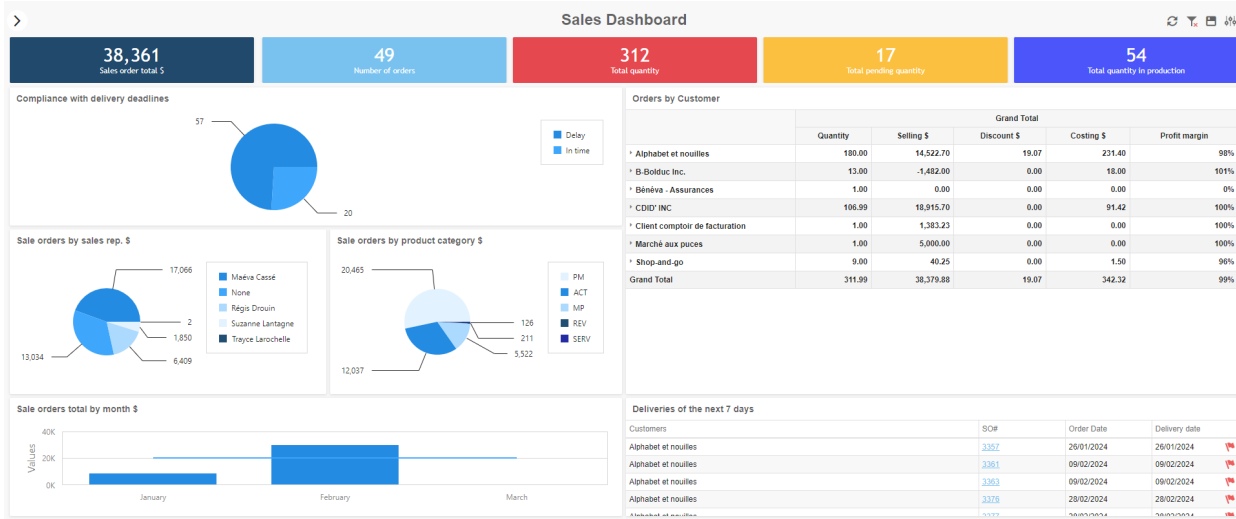 Sales Dashboard
38,361
Sales order total $
49
Number of orders
312
Total quantity
17
Total pending quantity
54
Total quantity in production
Compliance with delivery deadlines
57
20
Delay
In time
Orders by Customer
Grand Total
Quantity Selling $ Discount $ Costing $ Profit margin
Alphabet et nouilles 180.00 14,522.70 19.07 231.40 98%
B-Bolduc Inc. 13.00 -1,482.00 0.00 18.00 101%
Bénéva - Assurances 1.00 0.00 0.00 0.00 0%
CDID' INC 106.99 18,915.70 0.00 91.42 100%
Client comptoir de facturation 1.00 1,383.23 0.00 0.00 100%
Marché aux puces 1.00 5,000.00 0.00 0.00 100%
Shop-and-go 9.00 40.25 0.00 1.50 96%
Grand Total 311.99 38,379.88 19.07 342.32 99%
Sale orders by sales rep. $
17,066
2
1,850
6,409
13,034
Maéva Cassé
None
Régis Drouin
Suzanne Lantagne
Trayce Larochelle
Sale orders by product category $
20,465
126
211
5,522
12,037
PM
ACT
MP
REV
SERV
Sale orders total by month $
Values
40K
20K
0K
January February March
Deliveries of the next 7 days
Customers SO# Order Date Delivery date
Alphabet et nouilles 3357 26/01/2024 26/01/2024
Alphabet et nouilles 3361 09/02/2024 09/02/2024
Alphabet et nouilles 3363 09/02/2024 09/02/2024
Alphabet et nouilles 3376 28/02/2024 28/02/2024
Alphabet et nouilles 3377 28/02/2024 28/02/2024